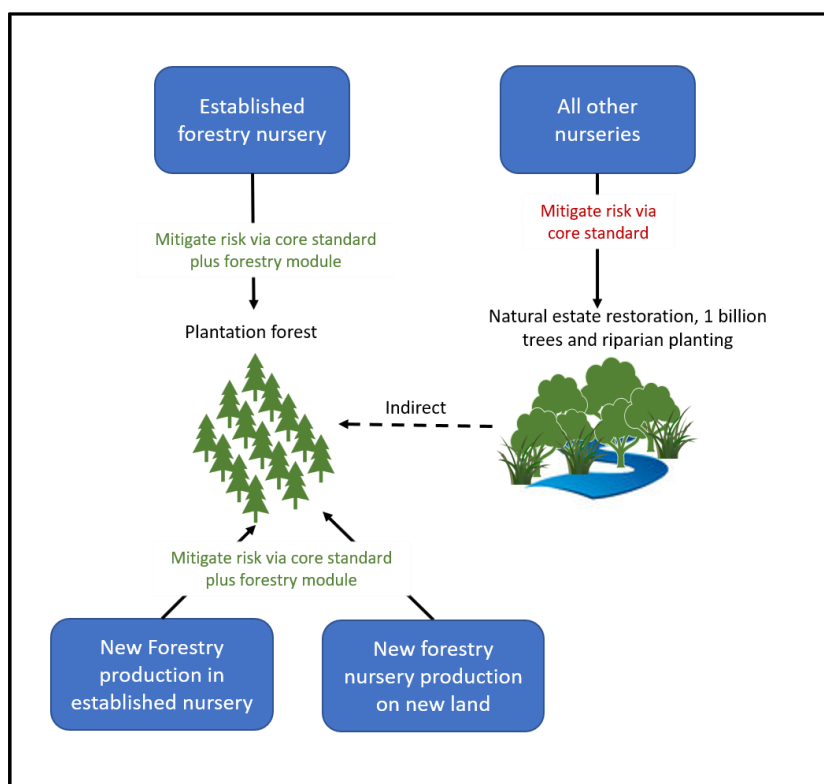 Established
forestry nursery
All other
nurseries
Mitigate risk via core standard
plus forestry module
Mitigate risk via
core standard
Plantation forest
Natural estate restoration, 1 billion
trees and riparian planting
Indirect
Mitigate risk via core standard
plus forestry module
New Forestry
production in
established nursery
New forestry
nursery production
on new land